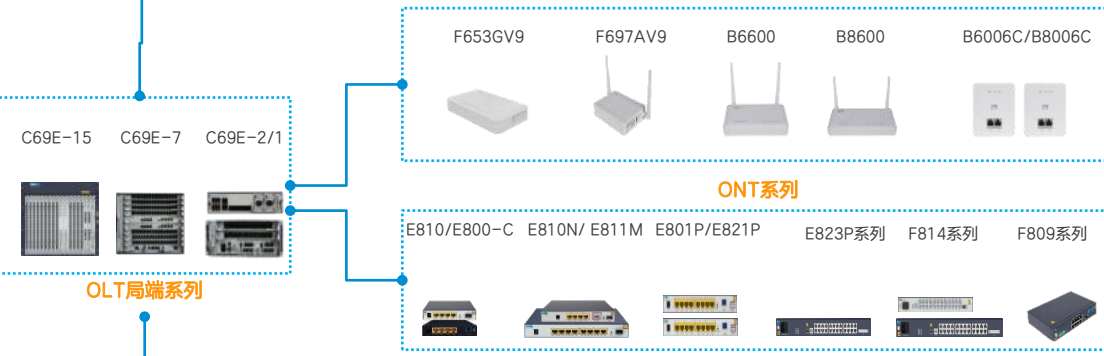 F653GV9 F697AV9 B6600 B8600 B6006C/B8006C
C69E-15 C69E-7 C69E-2/1
ONT系列
E810/E800-C E810N/ E811M E801P/E821P E823P系列 F814系列 F809系列
OLT局端系列